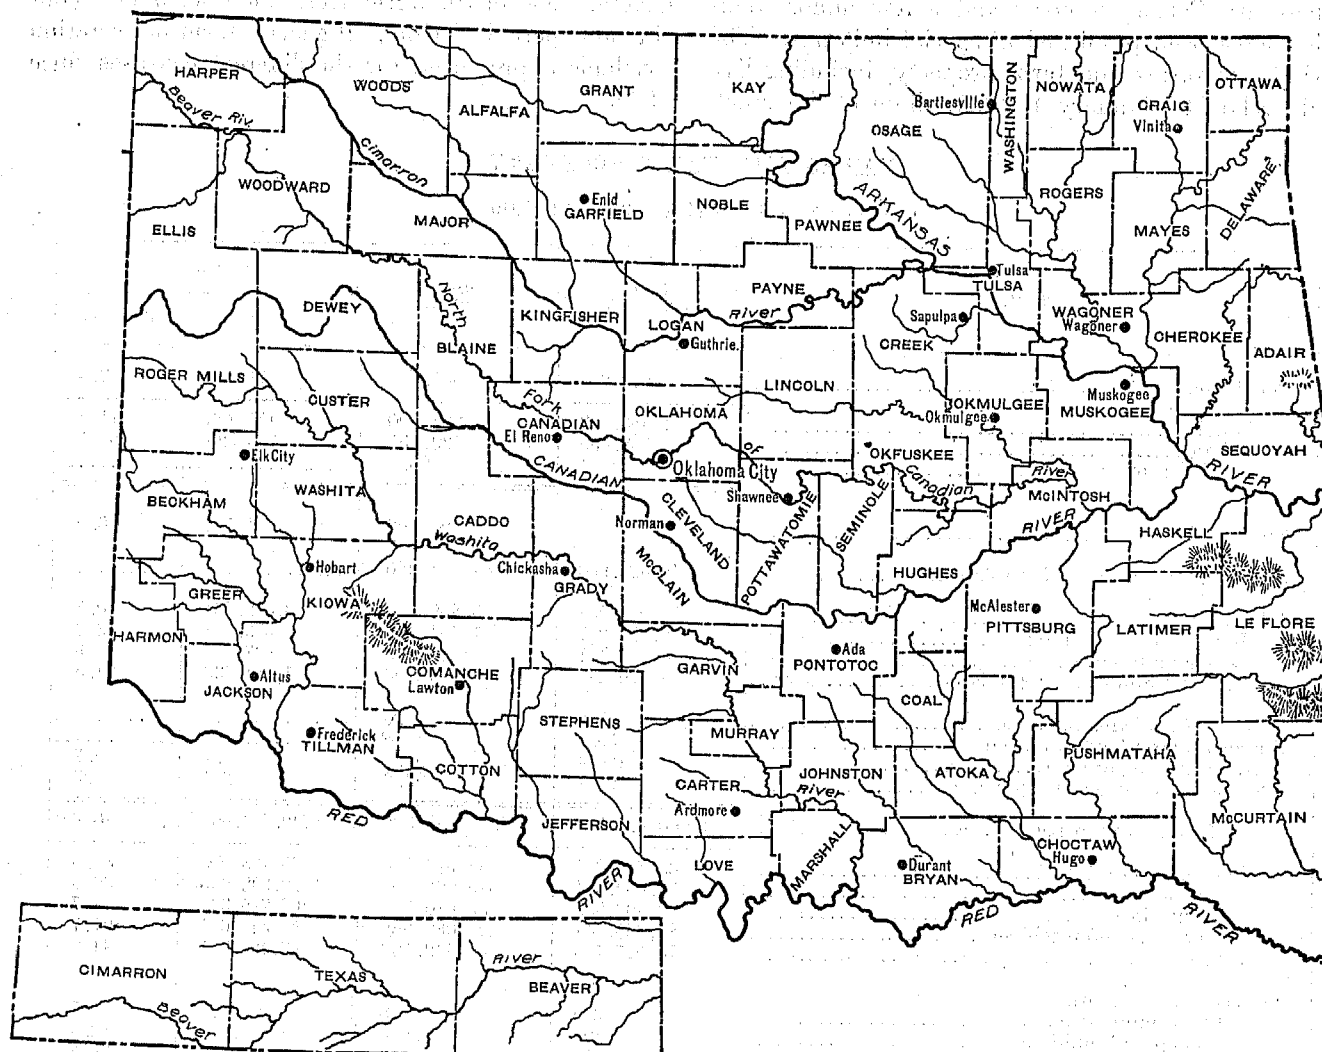 HARPER
WOODS
ALFALFA
GRANT
KAY
OSAGE
Bartlesville
WASHINGTON
NOWATA
CRAIG
Vinita
OTTAWA
Beaver Riv.
Cimarron
WOODWARD
ELLIS
MAJOR
Enid
GARFIELD
NOBLE
PAWNEE
ARKANSAS
ROGERS
MAYES
DELAWARE
DEWEY
North
BLAINE
KINGFISHER
LOGAN
Guthrie.
River
PAYNE
Tulsa
TULSA
Sapulpa
CREEK
WAGONER
Wagoner
CHEROKEE
ADAIR
ROGER MILLS
CUSTER
Fork
CANADIAN
El Reno
OKLAHOMA
LINCOLN
OKMULGEE
Okmulgee
Muskogee
MUSKOGEE
SEQUOYAH
Elk City
BECKHAM
WASHITA
CANADIAN
Oklahoma City
OF
Shawnee
OKFUSKEE
Canadian
River
McINTOSH
RIVER
RIVER
CADDO
Washita
Norman
CLEVELAND
POTTAWATOMIE
SEMINOLE
HASKELL
Hobart
Chickasha
GRADY
McCLAIN
HUGHES
GREER
KIOWA
HARMON
McAlester
PITTSBURG
LATIMER
LE FLORE
Altus
JACKSON
COMANCHE
Lawton
GARVIN
Ada
PONTOTOC
COAL
Frederick
TILLMAN
STEPHENS
MURRAY
COTTON
CARTER
Ardmore
JOHNSTON
River
ATOKA
PUSHMATAHA
RED
JEFFERSON
McCURTAIN
LOVE
MARSHALL
Durant
BRYAN
CHOCTAW
Hugo
RIVER
RED
RIVER
CIMARRON
Beaver
TEXAS
River
BEAVER